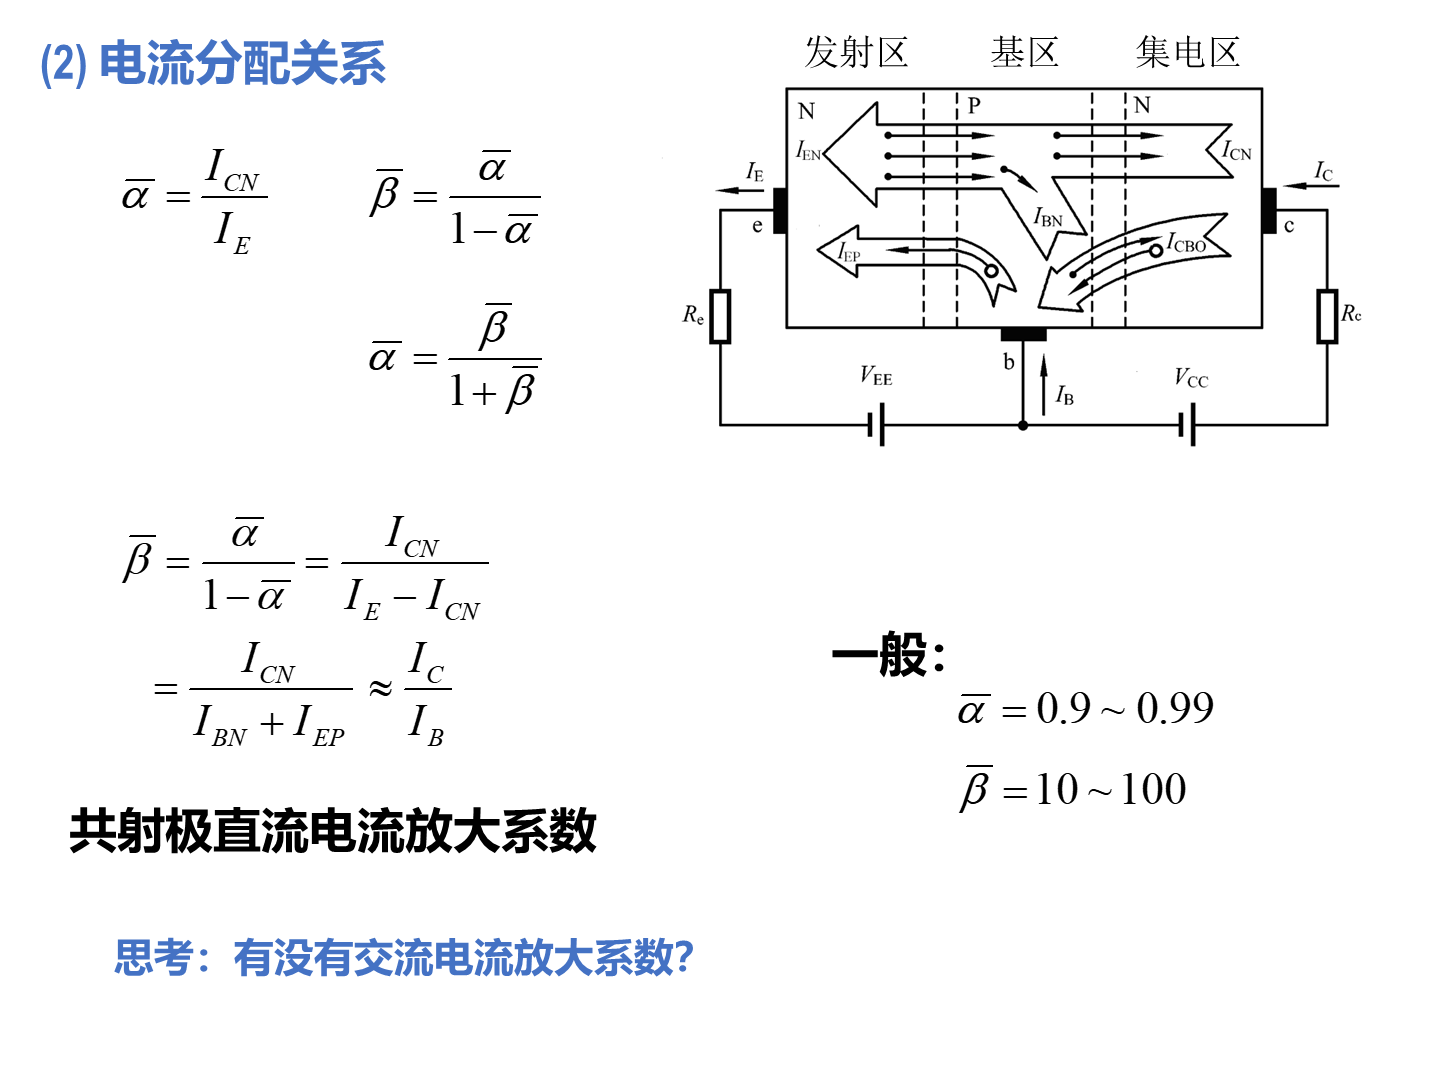 (2) 电流分配关系
α̅ = I_CN / I_E
β̅ = α̅ / (1−α̅)
α̅ = β̅ / (1+β̅)
发射区 基区 集电区
N P N
I_EN I_CN
I_E I_C
I_BN
e c
I_EP I_CBO
R_e R_c
b
V_EE V_CC
I_B
β̅ = α̅ / (1−α̅) = I_CN / (I_E − I_CN)
= I_CN / (I_BN + I_EP) ≈ I_C / I_B
一般：
α̅ = 0.9 ~ 0.99
β̅ = 10 ~ 100
共射极直流电流放大系数
思考：有没有交流电流放大系数？